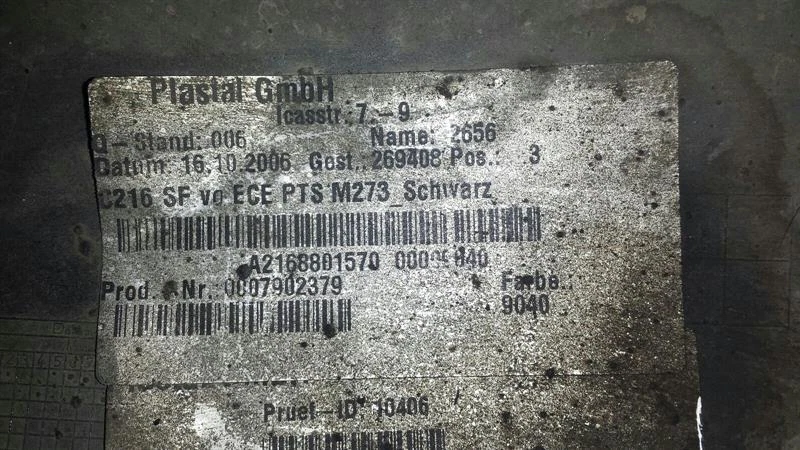 Plastal GmbH
Icasstr.: 7 - 9
Q-Stand: 006 Name: 2656
Datum: 16.10.2006 Gest.: 269408 Pos.: 3
C216 SF vo ECE PTS M273_Schwarz
A2168801570
Prod. Nr.: 0007902379 Farbe.:
9040
Pruef-ID: 10406